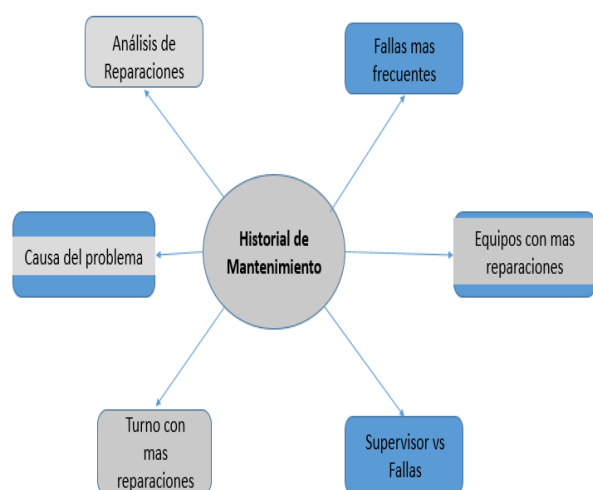 Análisis de
Reparaciones
Fallas mas
frecuentes
Causa del problema
Historial de
Mantenimiento
Equipos con mas
reparaciones
Turno con
mas
reparaciones
Supervisor vs
Fallas